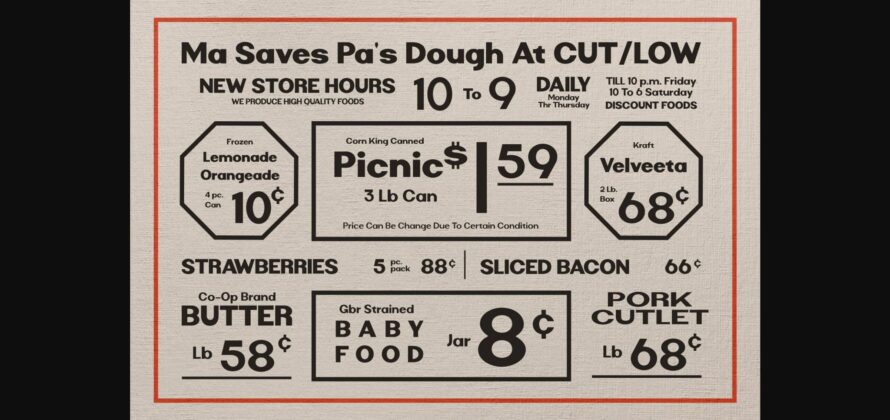 Ma Saves Pa's Dough At CUT/LOW
NEW STORE HOURS
WE PRODUCE HIGH QUALITY FOODS
10 To 9
DAILY
Monday
Thr Thursday
TILL 10 p.m. Friday
10 To 6 Saturday
DISCOUNT FOODS
Frozen
Lemonade
Orangeade
4 pc.
Can
10¢
Corn King Canned
Picnic $1 59
3 Lb Can
Price Can Be Change Due To Certain Condition
Kraft
Velveeta
2 Lb.
Box
68¢
STRAWBERRIES 5 pc. pack 88¢
SLICED BACON 66¢
Co-Op Brand
BUTTER
Lb 58¢
Gbr Strained
BABY
FOOD
Jar 8¢
PORK
CUTLET
Lb 68¢